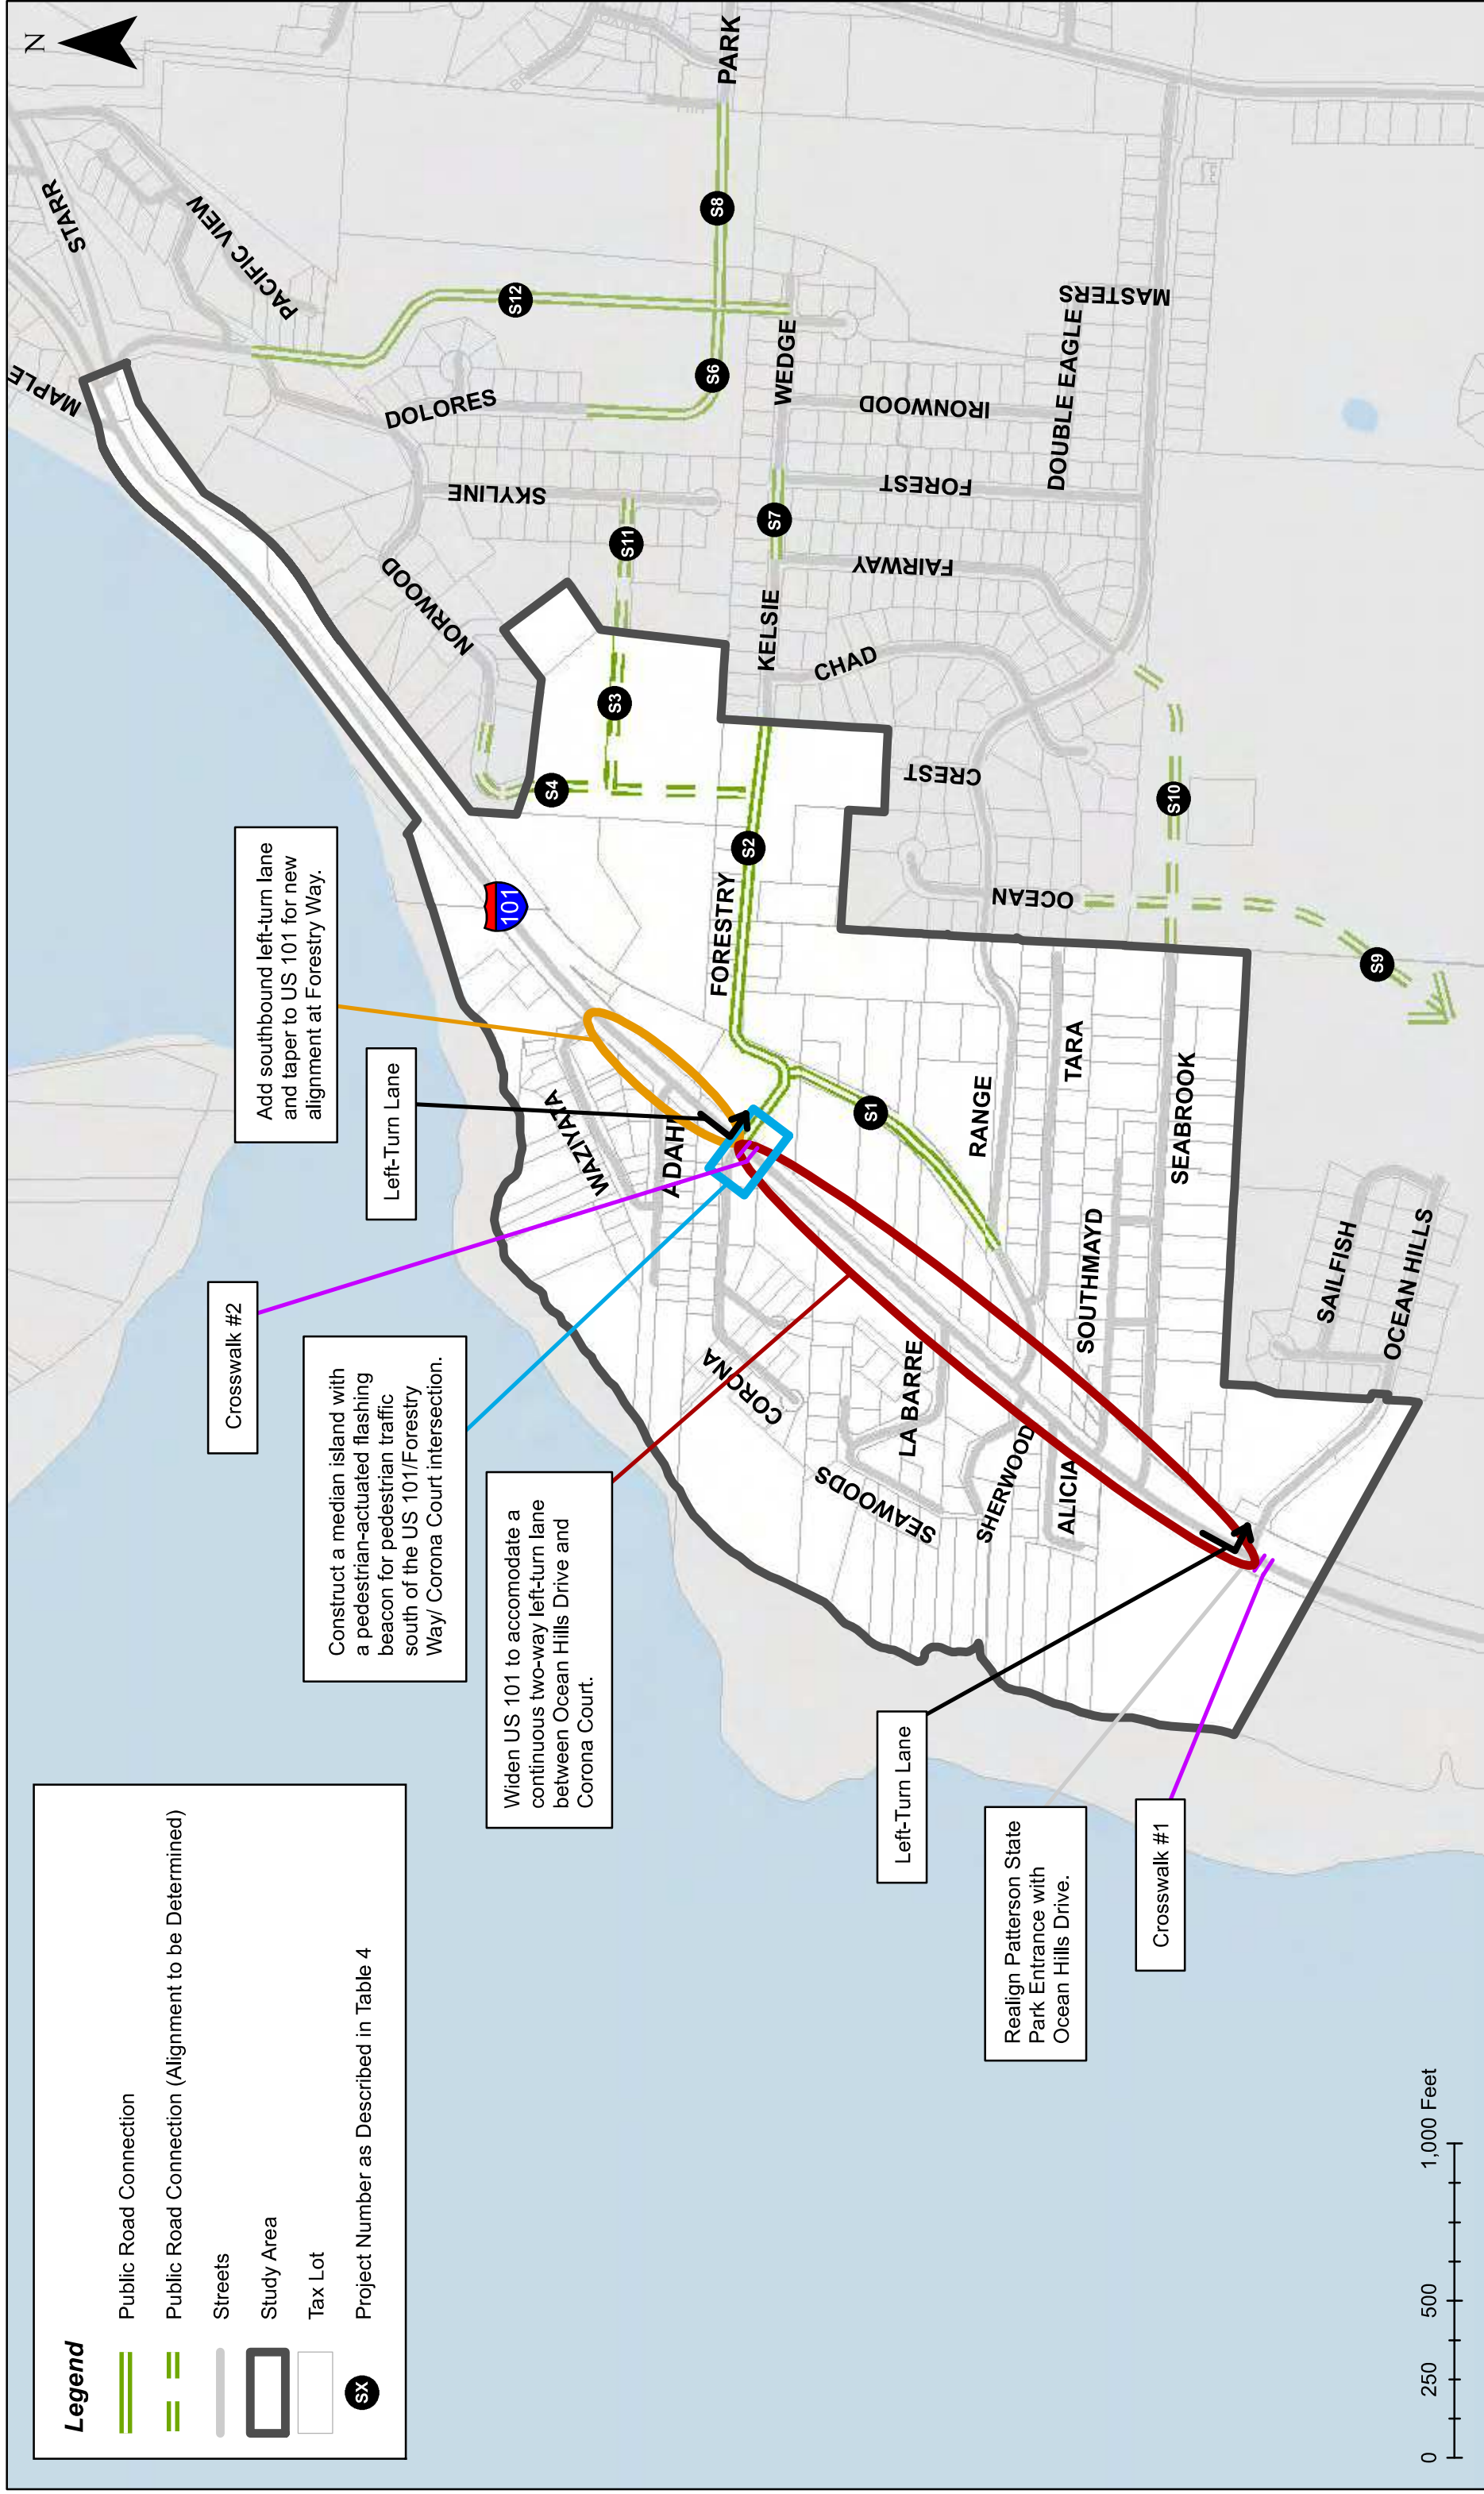 Legend
Public Road Connection
Public Road Connection (Alignment to be Determined)
Streets
Study Area
Tax Lot
SX
Project Number as Described in Table 4
N
Crosswalk #2
Construct a median island with
a pedestrian-actuated flashing
beacon for pedestrian traffic
south of the US 101/Forestry
Way/ Corona Court intersection.
Widen US 101 to accomodate a
continuous two-way left-turn lane
between Ocean Hills Drive and
Corona Court.
Add southbound left-turn lane
and taper to US 101 for new
alignment at Forestry Way.
Left-Turn Lane
Left-Turn Lane
Realign Patterson State
Park Entrance with
Ocean Hills Drive.
Crosswalk #1
101
MAPLE
STARR
PACIFIC VIEW
DOLORES
SKYLINE
NORWOOD
PARK
WEDGE
KELSIE
FORESTRY
IRONWOOD
FOREST
FAIRWAY
DOUBLE EAGLE
MASTERS
CHAD
CREST
OCEAN
WAZIYATA
ADAHI
CORONA
LA BARRE
SEAWOODS
SHERWOOD
ALICIA
RANGE
TARA
SOUTHMAYD
SEABROOK
SAILFISH
OCEAN HILLS
S12
S8
S6
S11
S7
S3
S4
S2
S1
S10
S9
0
250
500
1,000 Feet